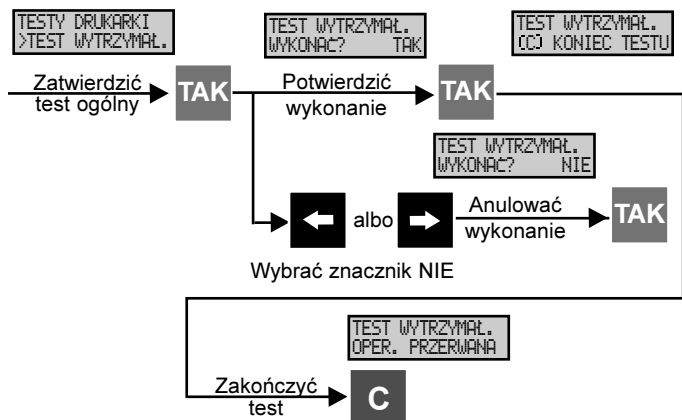 TESTY DRUKARKI
>TEST WYTRZYMAŁ.
Zatwierdzić
test ogólny
TAK
TEST WYTRZYMAŁ.
WYKONAĆ? TAK
Potwierdzić
wykonanie
TAK
TEST WYTRZYMAŁ.
(C) KONIEC TESTU
TEST WYTRZYMAŁ.
WYKONAĆ? NIE
albo
Anulować
wykonanie
TAK
Wybrać znacznik NIE
TEST WYTRZYMAŁ.
OPER. PRZERWANA
Zakończyć
test
C